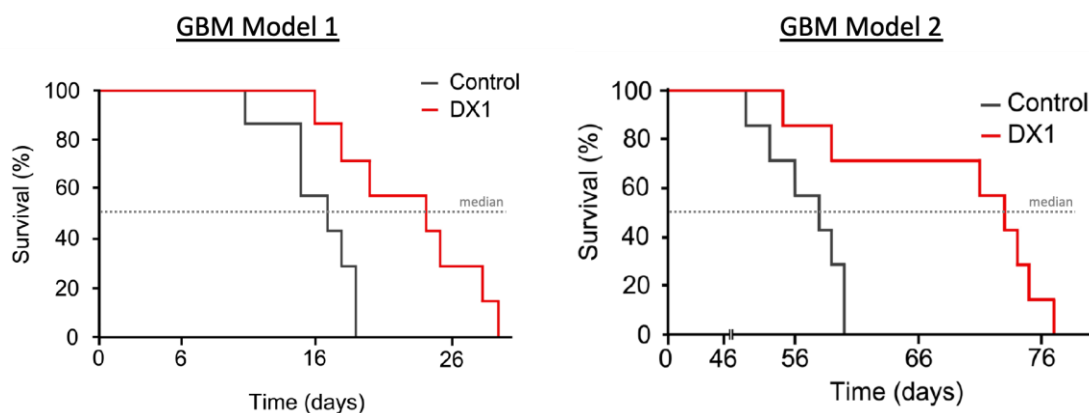 GBM Model 1
Control
DX1
100
80
60
40
20
0
median
Survival (%)
0 6 16 26
Time (days)
GBM Model 2
Control
DX1
100
80
60
40
20
0
median
Survival (%)
0 46 56 66 76
Time (days)